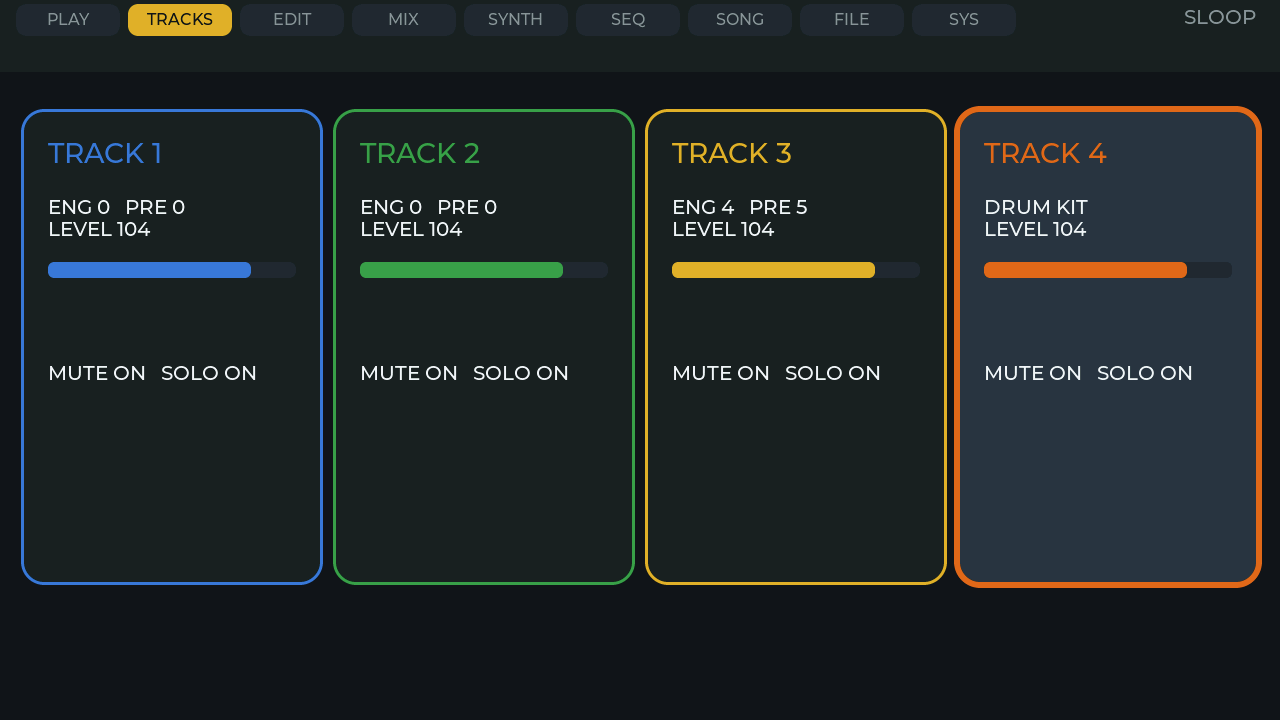 PLAY TRACKS EDIT MIX SYNTH SEQ SONG FILE SYS SLOOP
TRACK 1
ENG 0 PRE 0
LEVEL 104
MUTE ON SOLO ON
TRACK 2
ENG 0 PRE 0
LEVEL 104
MUTE ON SOLO ON
TRACK 3
ENG 4 PRE 5
LEVEL 104
MUTE ON SOLO ON
TRACK 4
DRUM KIT
LEVEL 104
MUTE ON SOLO ON